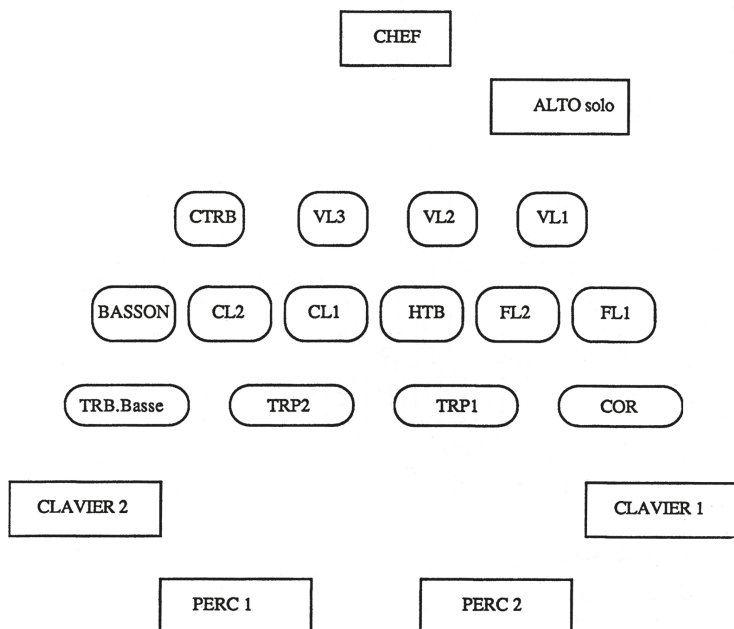 CHEF
ALTO solo
CTRB VL3 VL2 VL1
BASSON CL2 CL1 HTB FL2 FL1
TRB.Basse TRP2 TRP1 COR
CLAVIER 2 CLAVIER 1
PERC 1 PERC 2